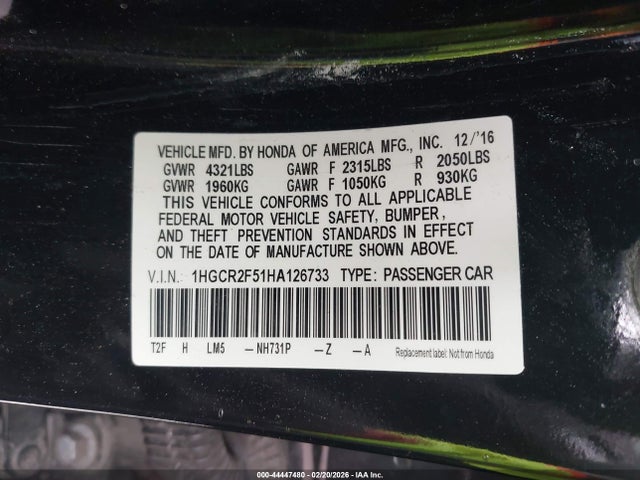 VEHICLE MFD. BY HONDA OF AMERICA MFG., INC. 12/'16
GVWR 4321LBS GAWR F 2315LBS R 2050LBS
GVWR 1960KG GAWR F 1050KG R 930KG
THIS VEHICLE CONFORMS TO ALL APPLICABLE
FEDERAL MOTOR VEHICLE SAFETY, BUMPER,
AND THEFT PREVENTION STANDARDS IN EFFECT
ON THE DATE OF MANUFACTURE SHOWN ABOVE.
V.I.N. 1HGCR2F51HA126733 TYPE: PASSENGER CAR
T2F H LM5 –NH731P –Z –A Replacement label: Not from Honda
000-44447480 - 02/20/2026 - IAA Inc.